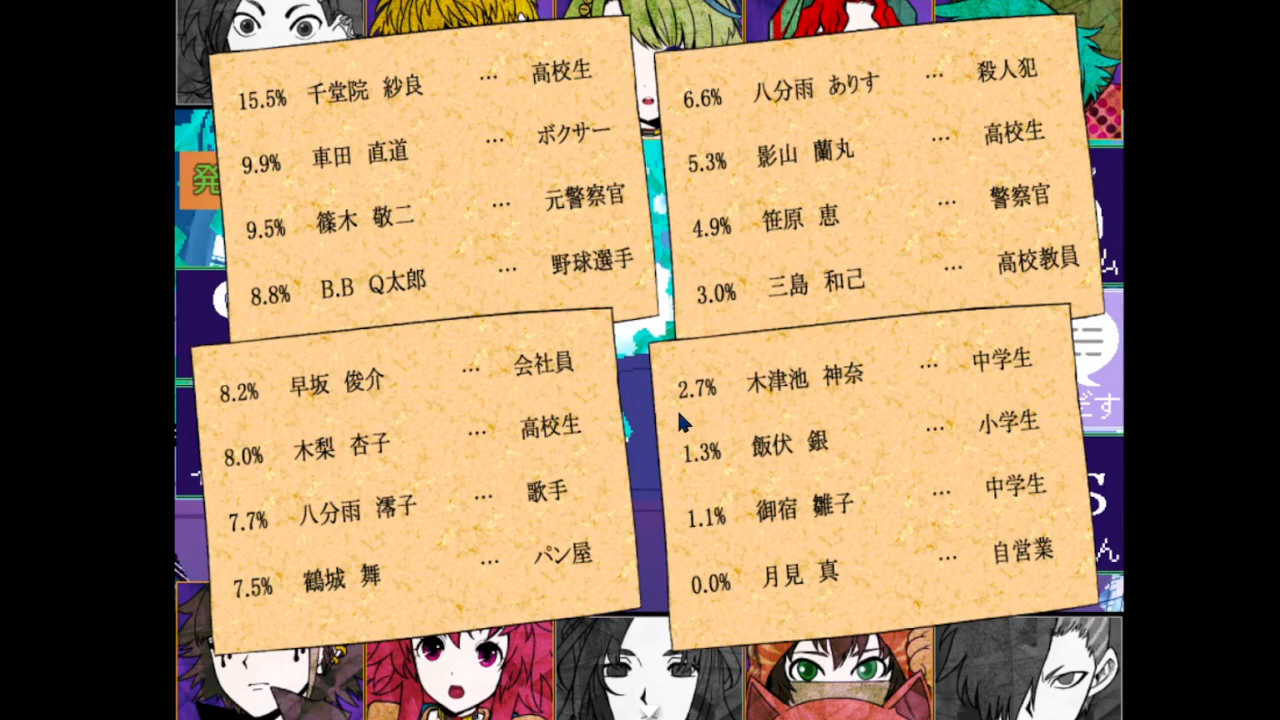 15.5% 千堂院 紗良 … 高校生
9.9% 車田 直道 … ボクサー
9.5% 篠木 敬二 … 元警察官
8.8% B.B Q太郎 … 野球選手
6.6% 八分雨 ありす … 殺人犯
5.3% 影山 蘭丸 … 高校生
4.9% 笹原 恵 … 警察官
3.0% 三島 和己 … 高校教員
8.2% 早坂 俊介 … 会社員
8.0% 木梨 杏子 … 高校生
7.7% 八分雨 澪子 … 歌手
7.5% 鶴城 舞 … パン屋
2.7% 木津池 神奈 … 中学生
1.3% 飯伏 銀 … 小学生
1.1% 御宿 雛子 … 中学生
0.0% 月見 真 … 自営業
発
だす
S
ん